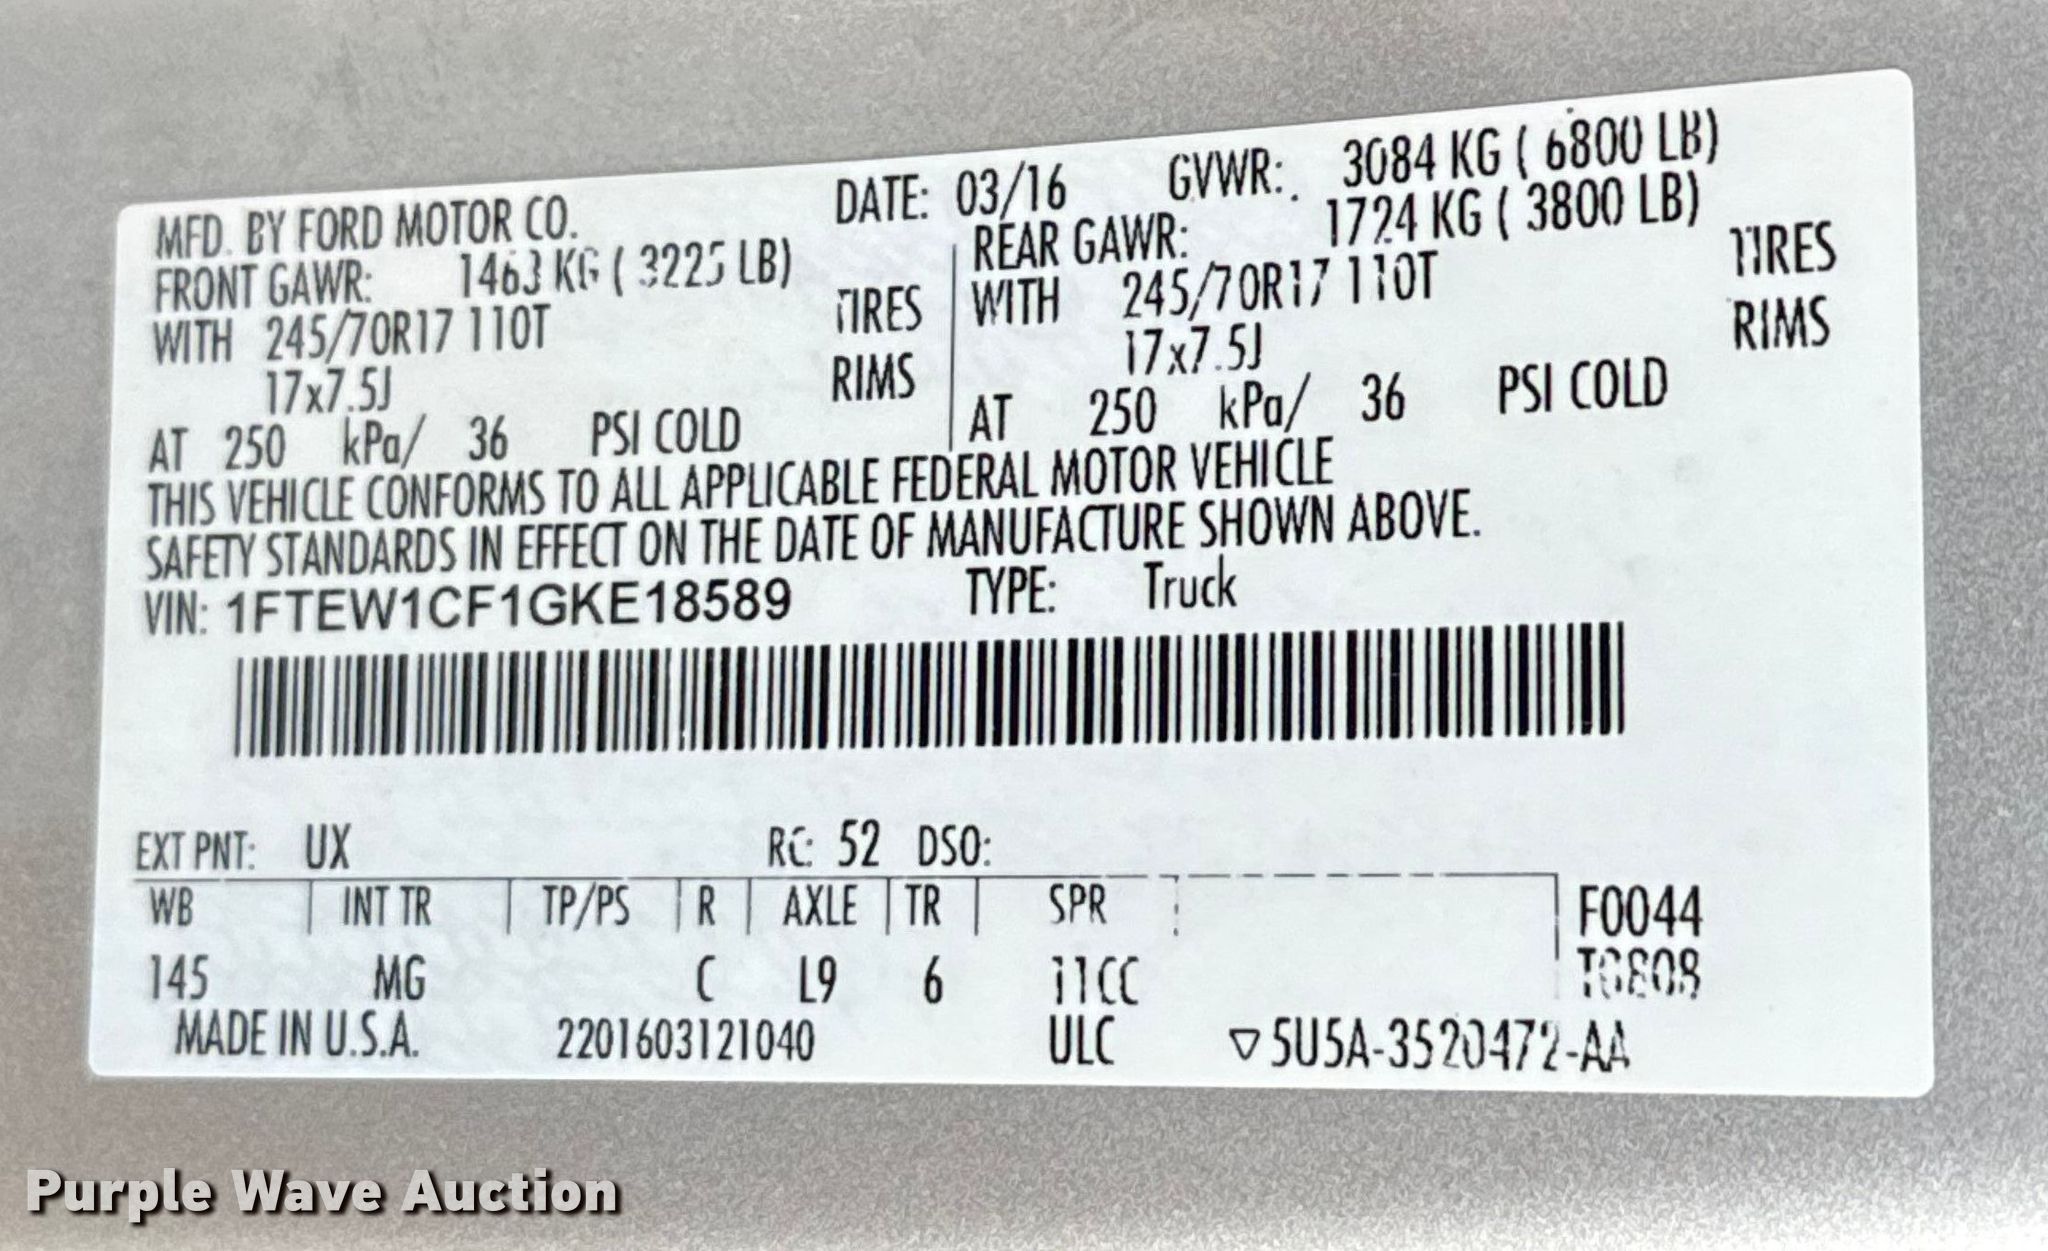 MFD. BY FORD MOTOR CO. DATE: 03/16 GVWR: 3084 KG ( 6800 LB)
FRONT GAWR: 1463 KG ( 3225 LB) REAR GAWR: 1724 KG ( 3800 LB)
WITH 245/70R17 110T TIRES WITH 245/70R17 110T TIRES
17x7.5J RIMS 17x7.5J RIMS
AT 250 kPa/ 36 PSI COLD AT 250 kPa/ 36 PSI COLD
THIS VEHICLE CONFORMS TO ALL APPLICABLE FEDERAL MOTOR VEHICLE
SAFETY STANDARDS IN EFFECT ON THE DATE OF MANUFACTURE SHOWN ABOVE.
VIN: 1FTEW1CF1GKE18589 TYPE: Truck
EXT PNT: UX RC: 52 DSO:
WB INT TR TP/PS R AXLE TR SPR F0044
145 MG C L9 6 11CC
MADE IN U.S.A. 2201603121040 ULC ▽5U5A-3520472-AA
Purple Wave Auction